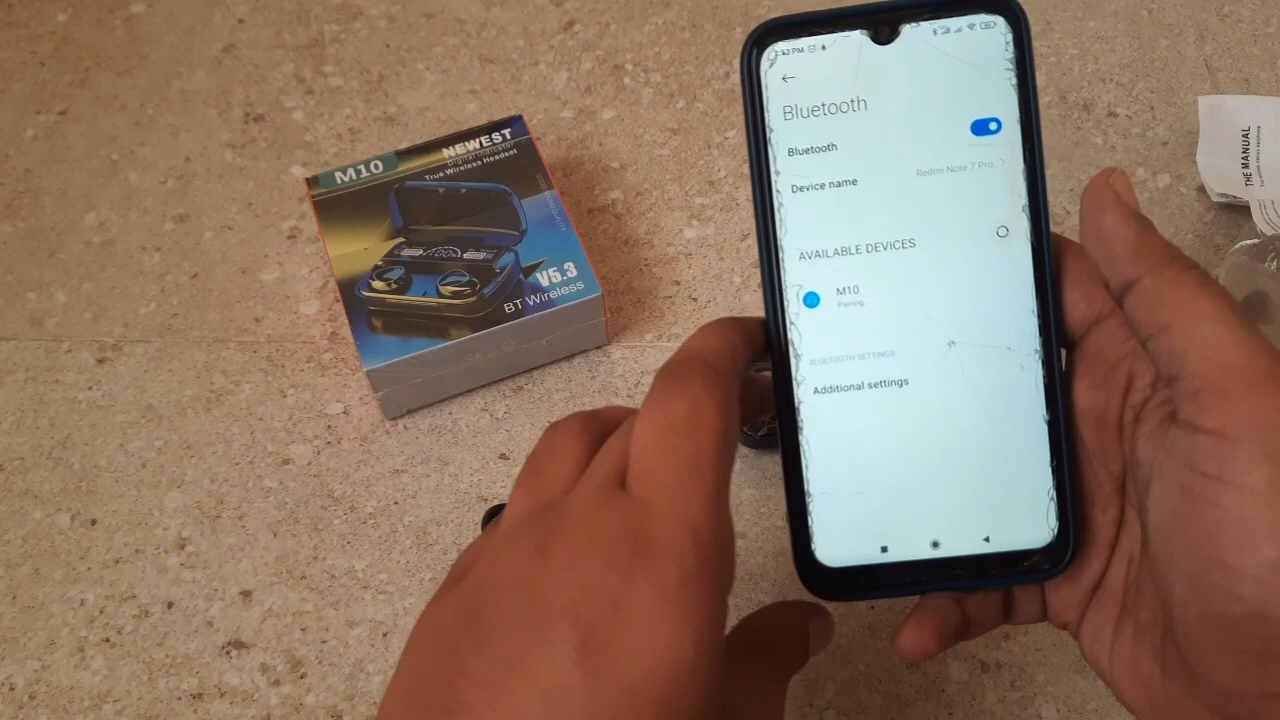 M10
NEWEST
Digital Indicator
True Wireless Headset
V5.3
BT Wireless
Bluetooth
Bluetooth
Device name
Redmi Note 7 Pro
AVAILABLE DEVICES
M10
Pairing..
BLUETOOTH SETTINGS
Additional settings
THE MANUAL